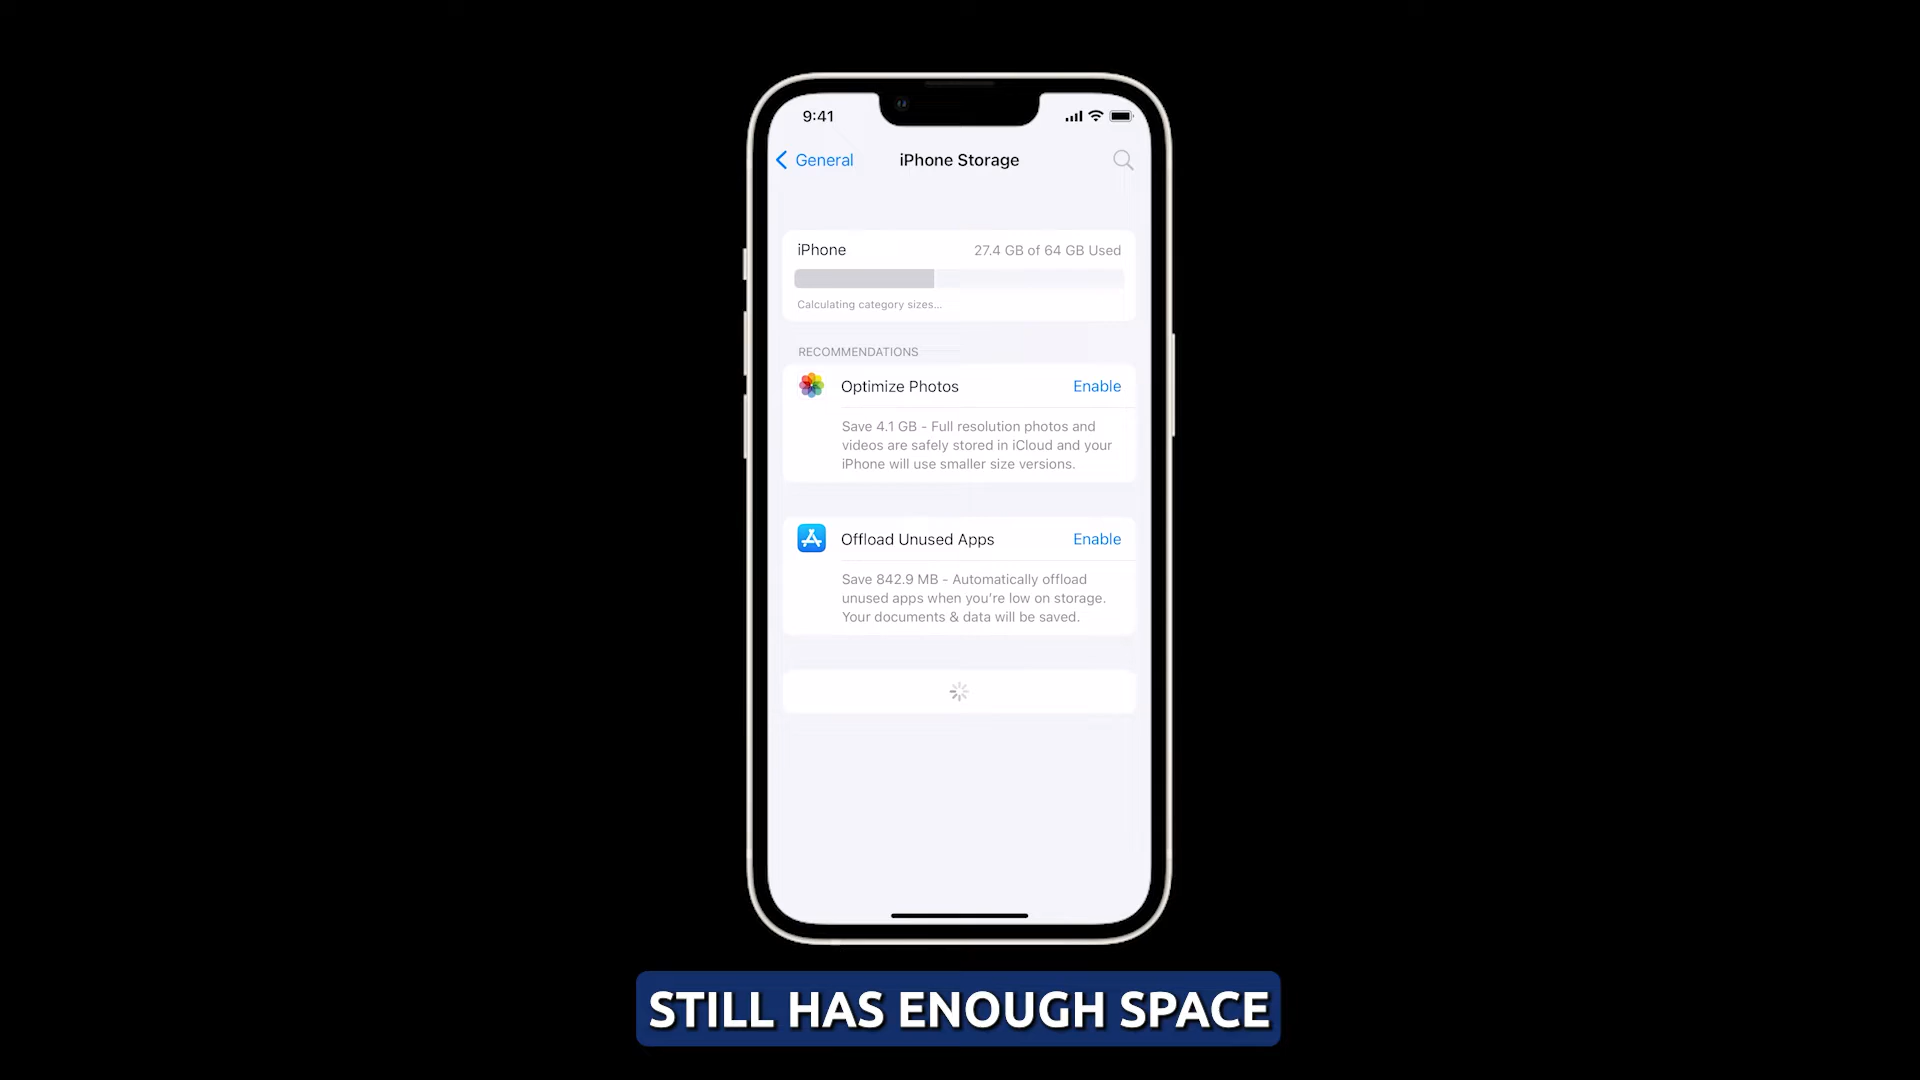 9:41
General
iPhone Storage
iPhone
27.4 GB of 64 GB Used
Calculating category sizes...
RECOMMENDATIONS
Optimize Photos
Enable
Save 4.1 GB - Full resolution photos and
videos are safely stored in iCloud and your
iPhone will use smaller size versions.
Offload Unused Apps
Enable
Save 842.9 MB - Automatically offload
unused apps when you're low on storage.
Your documents & data will be saved.
STILL HAS ENOUGH SPACE